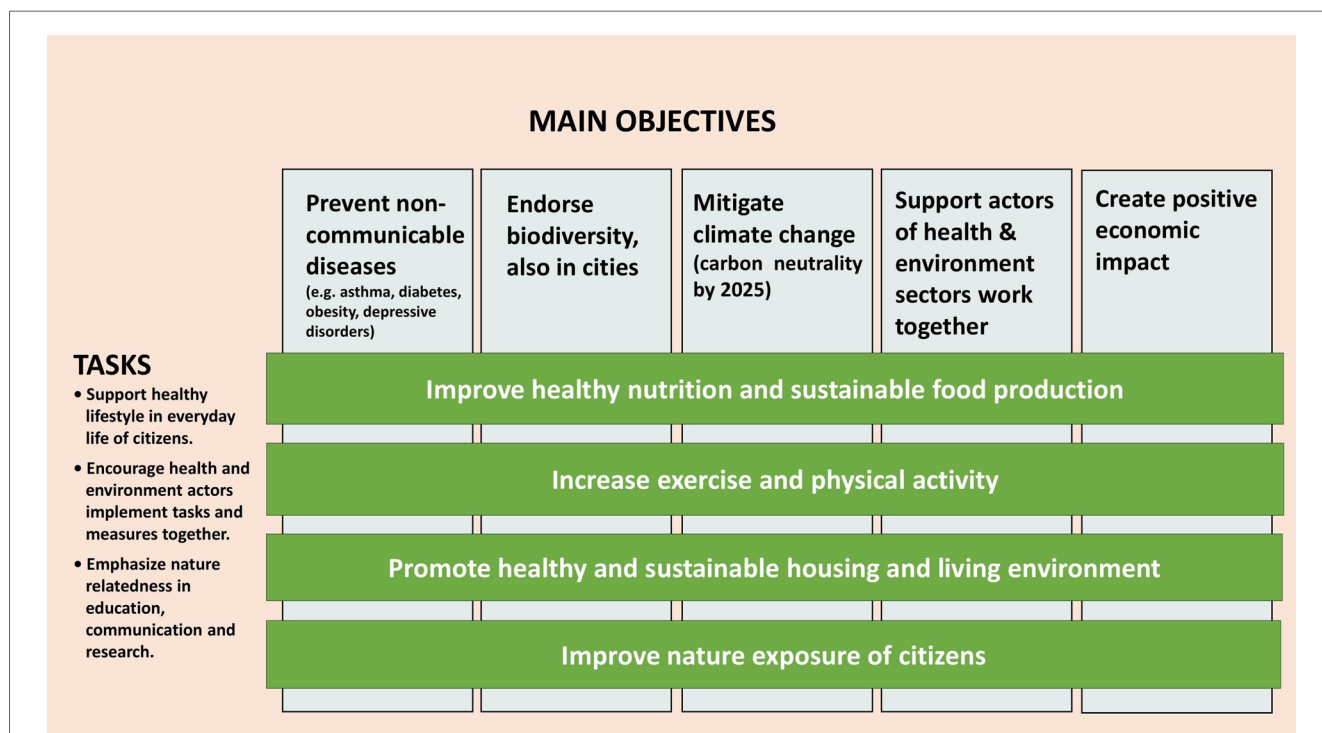 MAIN OBJECTIVES
Prevent non-
communicable
diseases
(e.g. asthma, diabetes,
obesity, depressive
disorders)
Endorse
biodiversity,
also in cities
Mitigate
climate change
(carbon neutrality
by 2025)
Support actors
of health &
environment
sectors work
together
Create positive
economic
impact
TASKS
• Support healthy
lifestyle in everyday
life of citizens.
• Encourage health and
environment actors
implement tasks and
measures together.
• Emphasize nature
relatedness in
education,
communication and
research.
Improve healthy nutrition and sustainable food production
Increase exercise and physical activity
Promote healthy and sustainable housing and living environment
Improve nature exposure of citizens